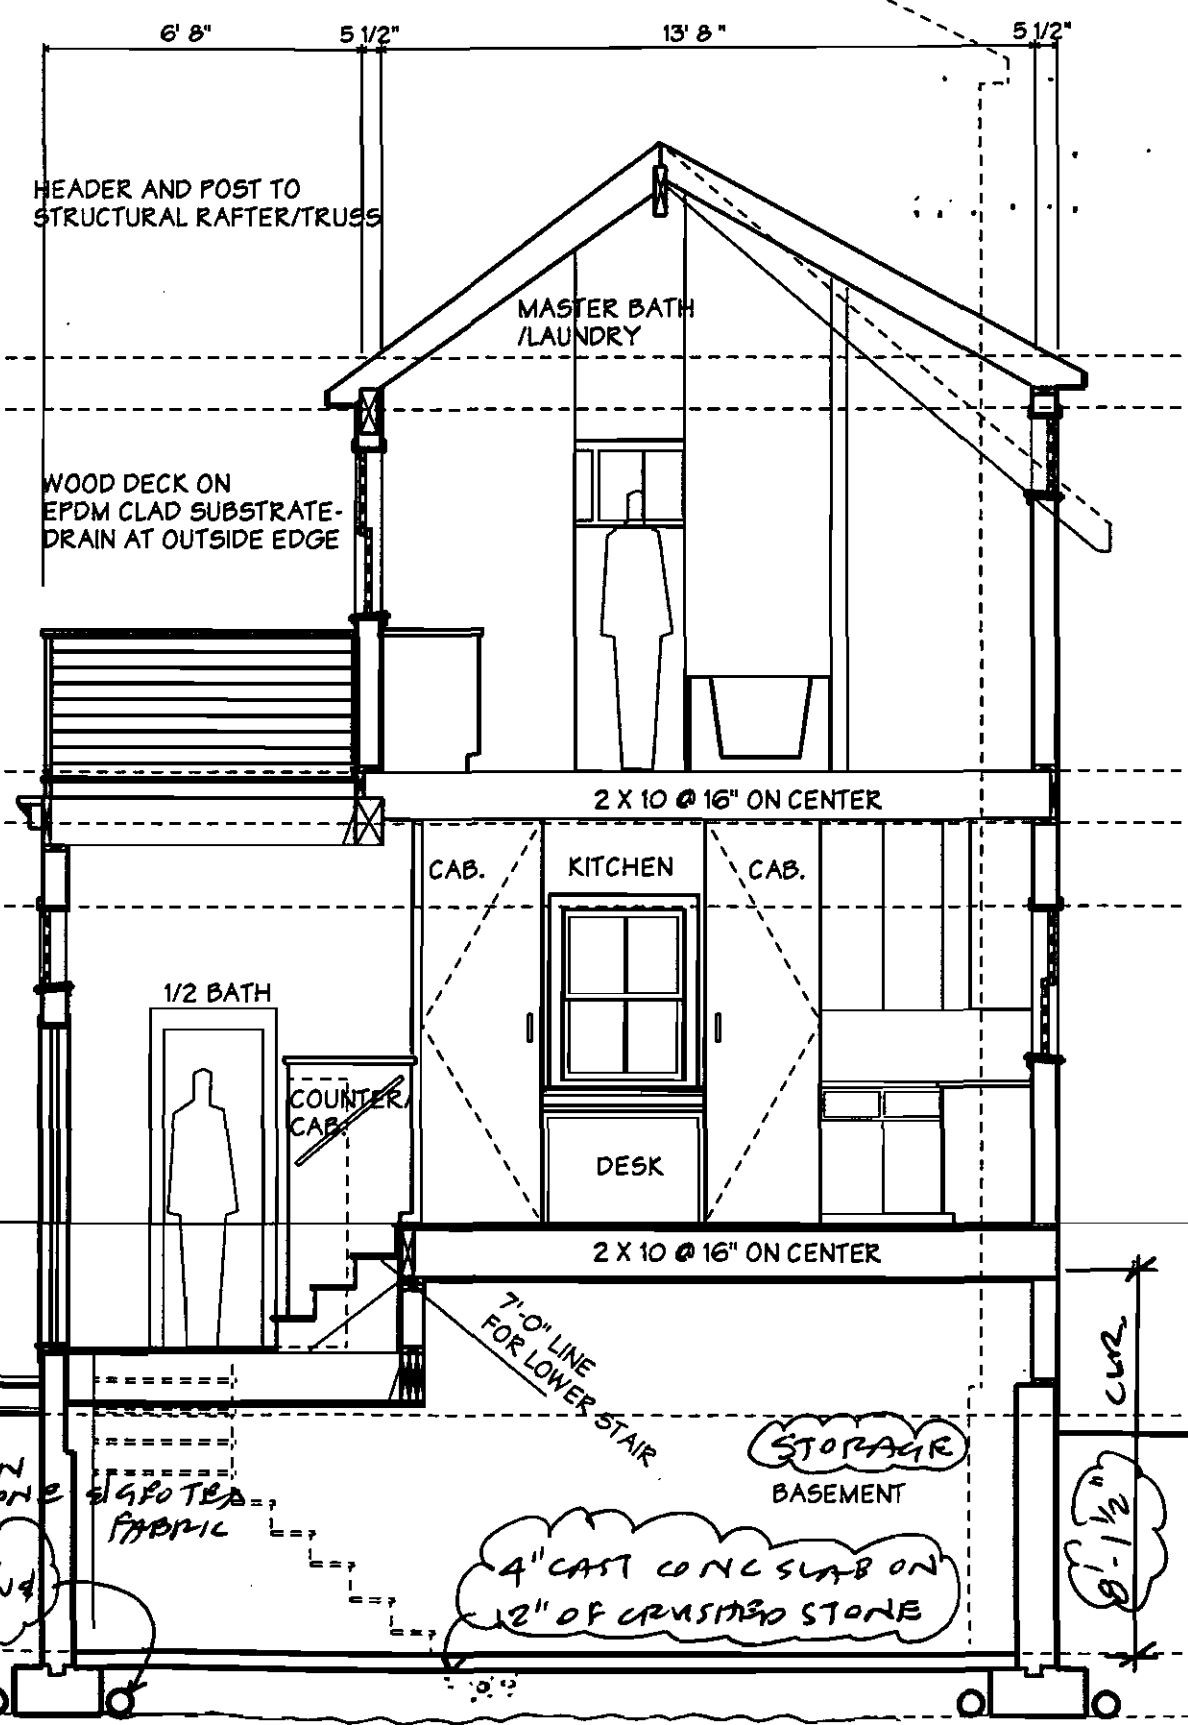 6' 8" 5 1/2" 13' 8" 5 1/2"
HEADER AND POST TO
STRUCTURAL RAFTER/TRUSS
MASTER BATH
/LAUNDRY
WOOD DECK ON
EPDM CLAD SUBSTRATE-
DRAIN AT OUTSIDE EDGE
2 X 10 @ 16" ON CENTER
CAB.
KITCHEN
CAB.
1/2 BATH
COUNTER/
CAB.
DESK
2 X 10 @ 16" ON CENTER
7'-0" LINE
FOR LOWER STAIR
CLR.
8'-1 1/2"
STORAGE
BASEMENT
FABRIC
4" CAST CONC SLAB ON
12" OF CRUSHED STONE